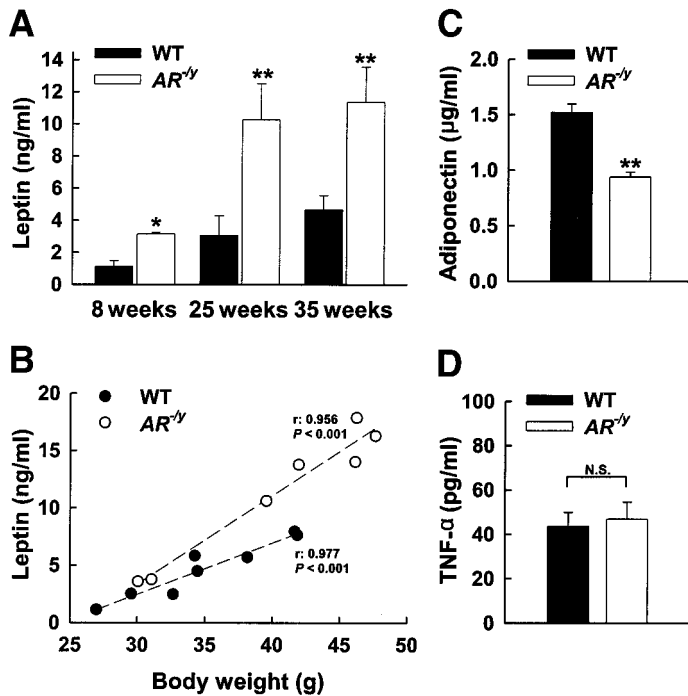 A
WT
AR-/y
Leptin (ng/ml)
14
12
10
8
6
4
2
0
*
**
**
8 weeks 25 weeks 35 weeks
B
WT
AR-/y
Leptin (ng/ml)
20
15
10
5
0
r: 0.956
P < 0.001
r: 0.977
P < 0.001
25 30 35 40 45 50
Body weight (g)
C
WT
AR-/y
Adiponectin (µg/ml)
2.0
1.5
1.0
0.5
0.0
**
D
WT
AR-/y
TNF-α (pg/ml)
100
80
60
40
20
0
N.S.